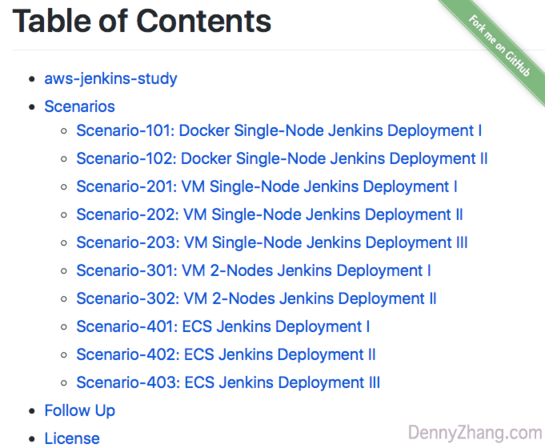 Table of Contents
Fork me on GitHub
aws-jenkins-study
Scenarios
Scenario-101: Docker Single-Node Jenkins Deployment I
Scenario-102: Docker Single-Node Jenkins Deployment II
Scenario-201: VM Single-Node Jenkins Deployment I
Scenario-202: VM Single-Node Jenkins Deployment II
Scenario-203: VM Single-Node Jenkins Deployment III
Scenario-301: VM 2-Nodes Jenkins Deployment I
Scenario-302: VM 2-Nodes Jenkins Deployment II
Scenario-401: ECS Jenkins Deployment I
Scenario-402: ECS Jenkins Deployment II
Scenario-403: ECS Jenkins Deployment III
Follow Up
License
DennyZhang.com